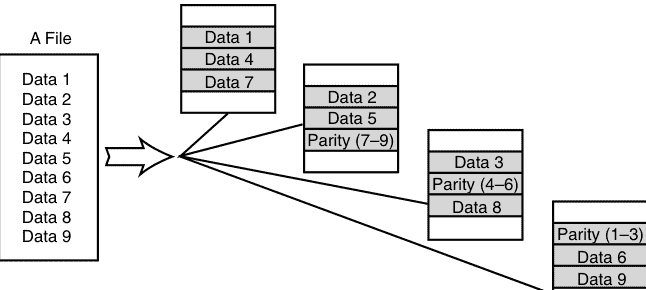 A File
Data 1
Data 2
Data 3
Data 4
Data 5
Data 6
Data 7
Data 8
Data 9
Data 1
Data 4
Data 7
Data 2
Data 5
Parity (7–9)
Data 3
Parity (4–6)
Data 8
Parity (1–3)
Data 6
Data 9